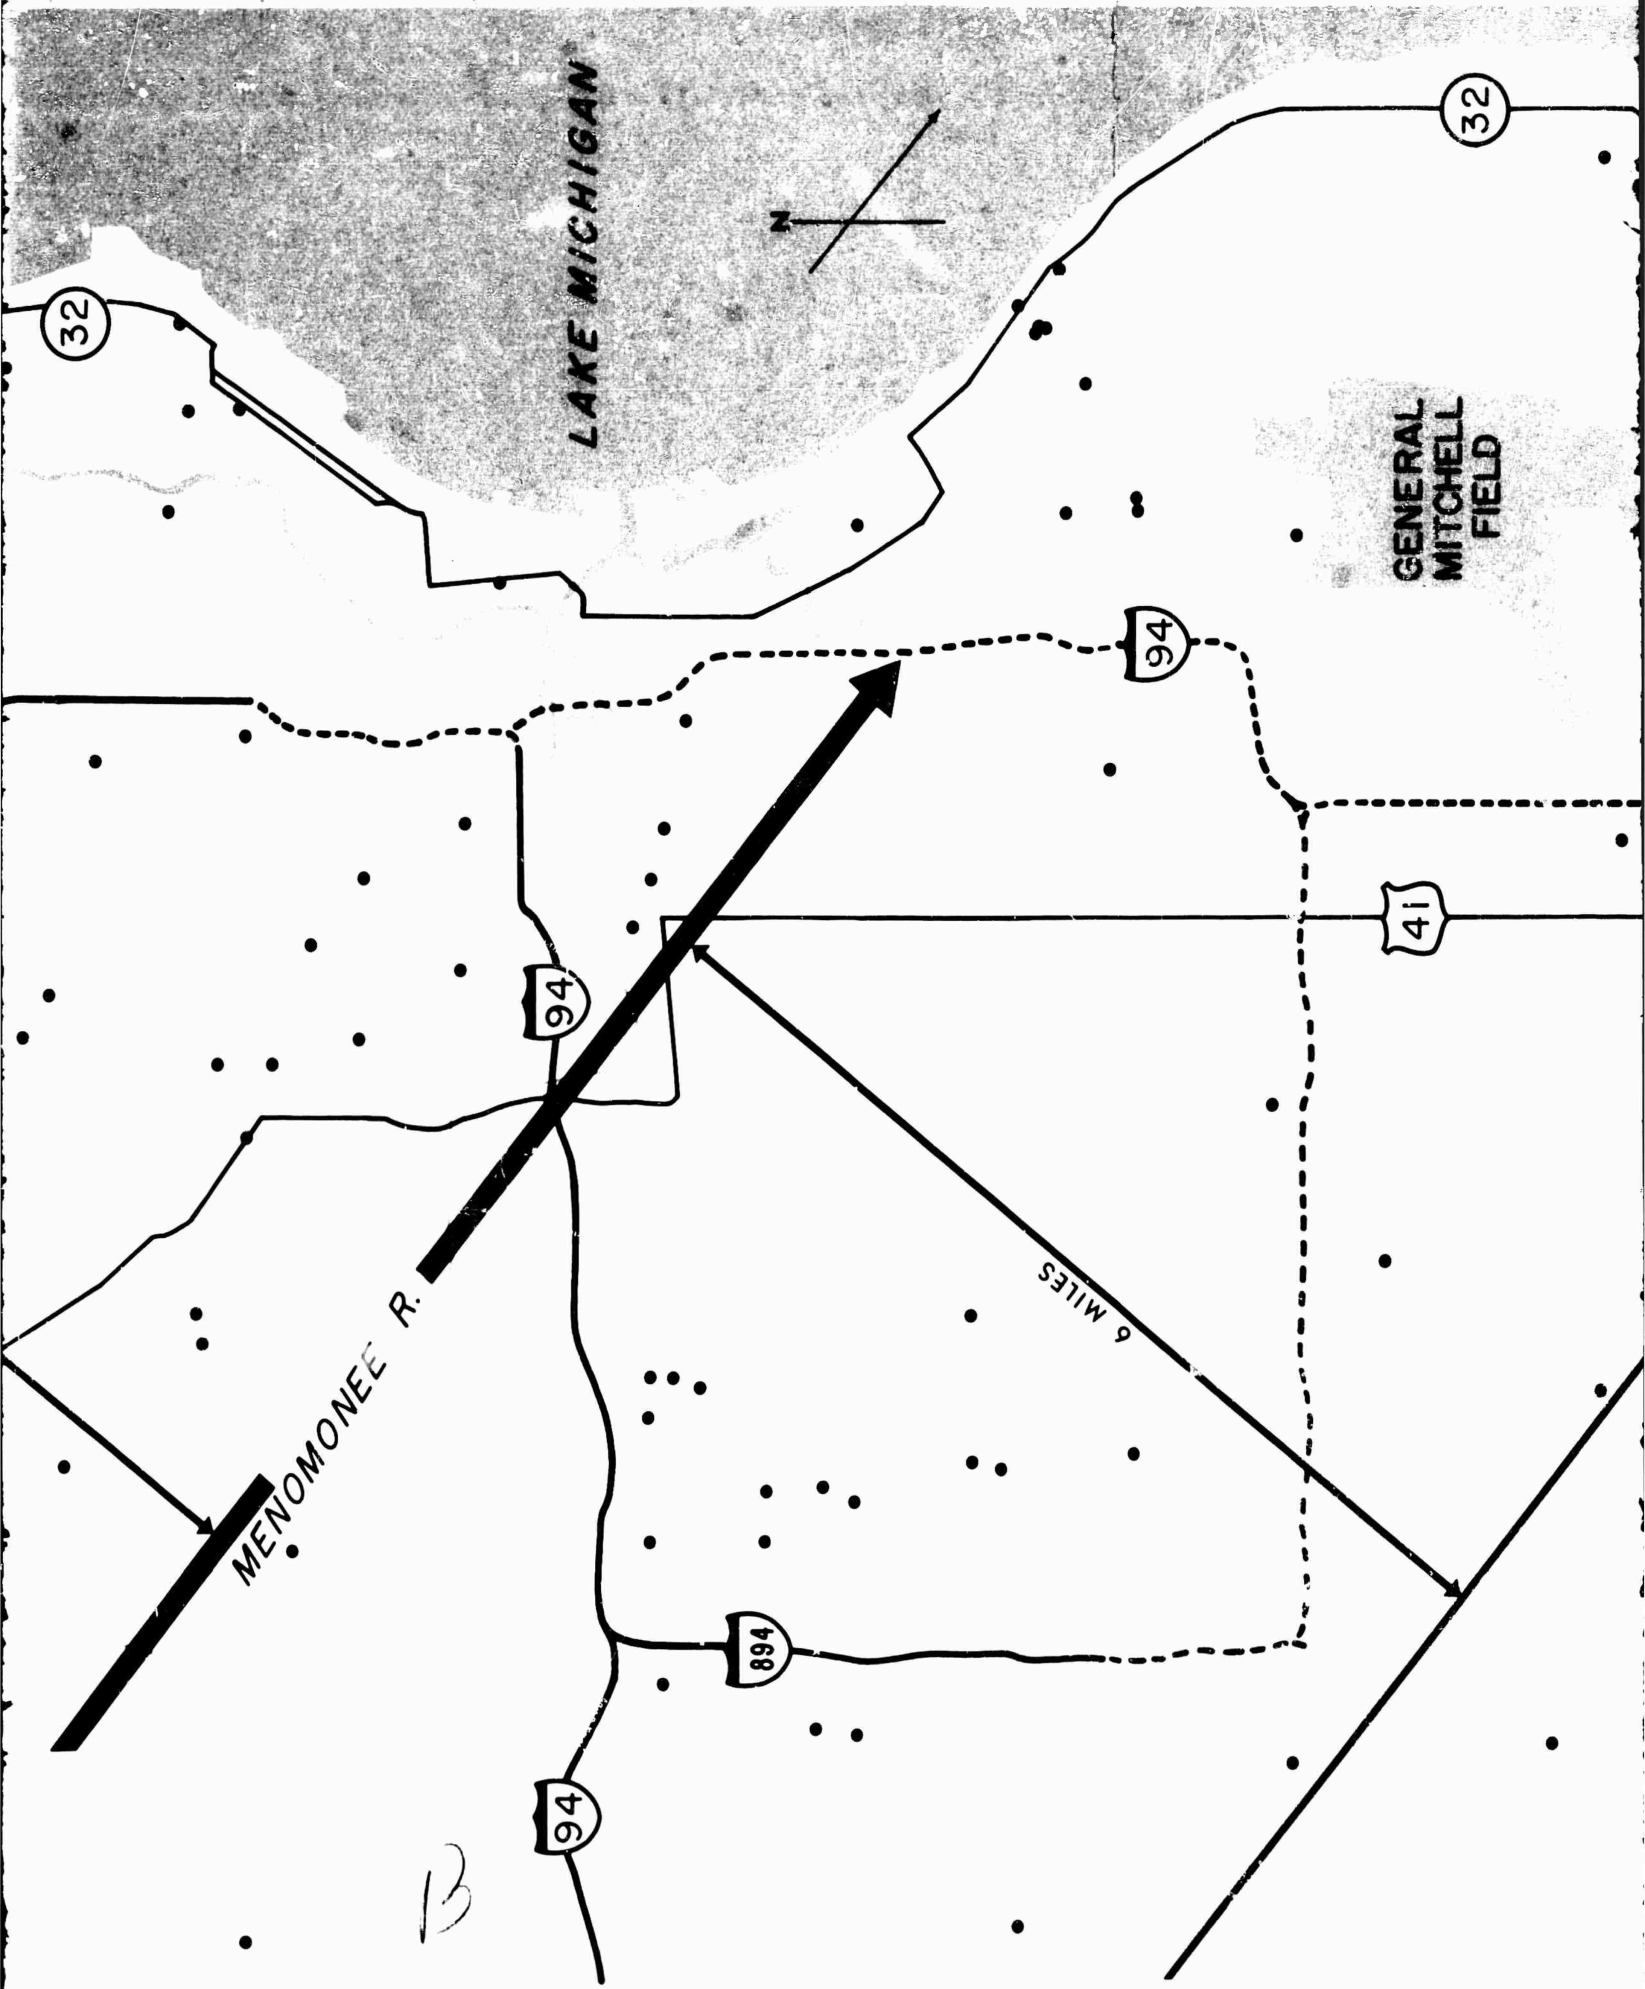 LAKE MICHIGAN
N
32
32
GENERAL
MITCHELL
FIELD
94
41
94
6 MILES
MENOMONEE R.
894
94
B